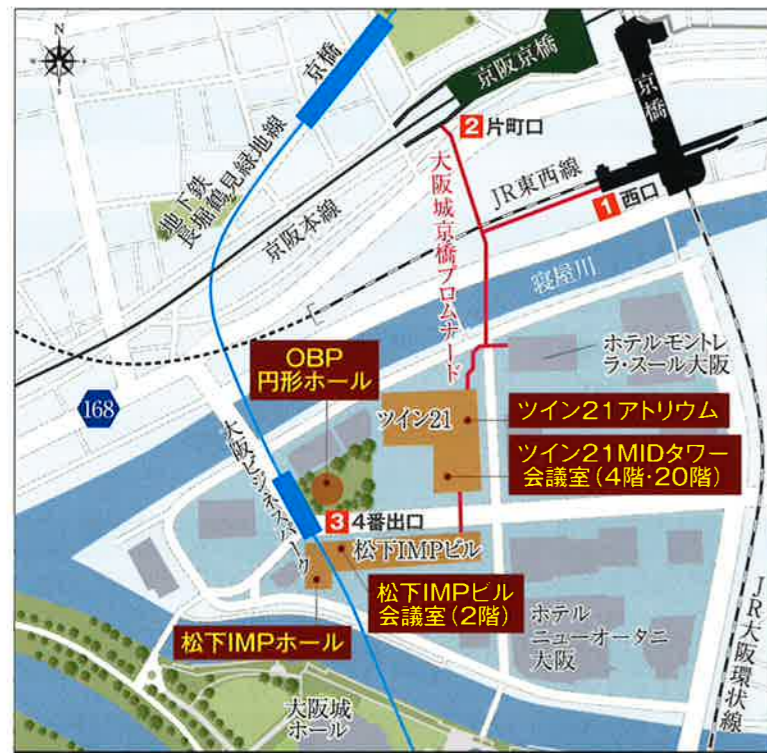 N
京橋
京阪京橋
京橋
2 片町口
地下鉄
長堀鶴見緑地線
京阪本線
大阪城京橋プロムナード
JR東西線
1 西口
寝屋川
168
OBP
円形ホール
ホテルモントレ
ラ・スール大阪
ツイン21
ツイン21アトリウム
ツイン21MIDタワー
会議室(4階・20階)
大阪ビジネスパーク
3 4番出口
松下IMPビル
松下IMPビル
会議室(2階)
松下IMPホール
ホテル
ニューオータニ
大阪
JR大阪環状線
大阪城
ホール